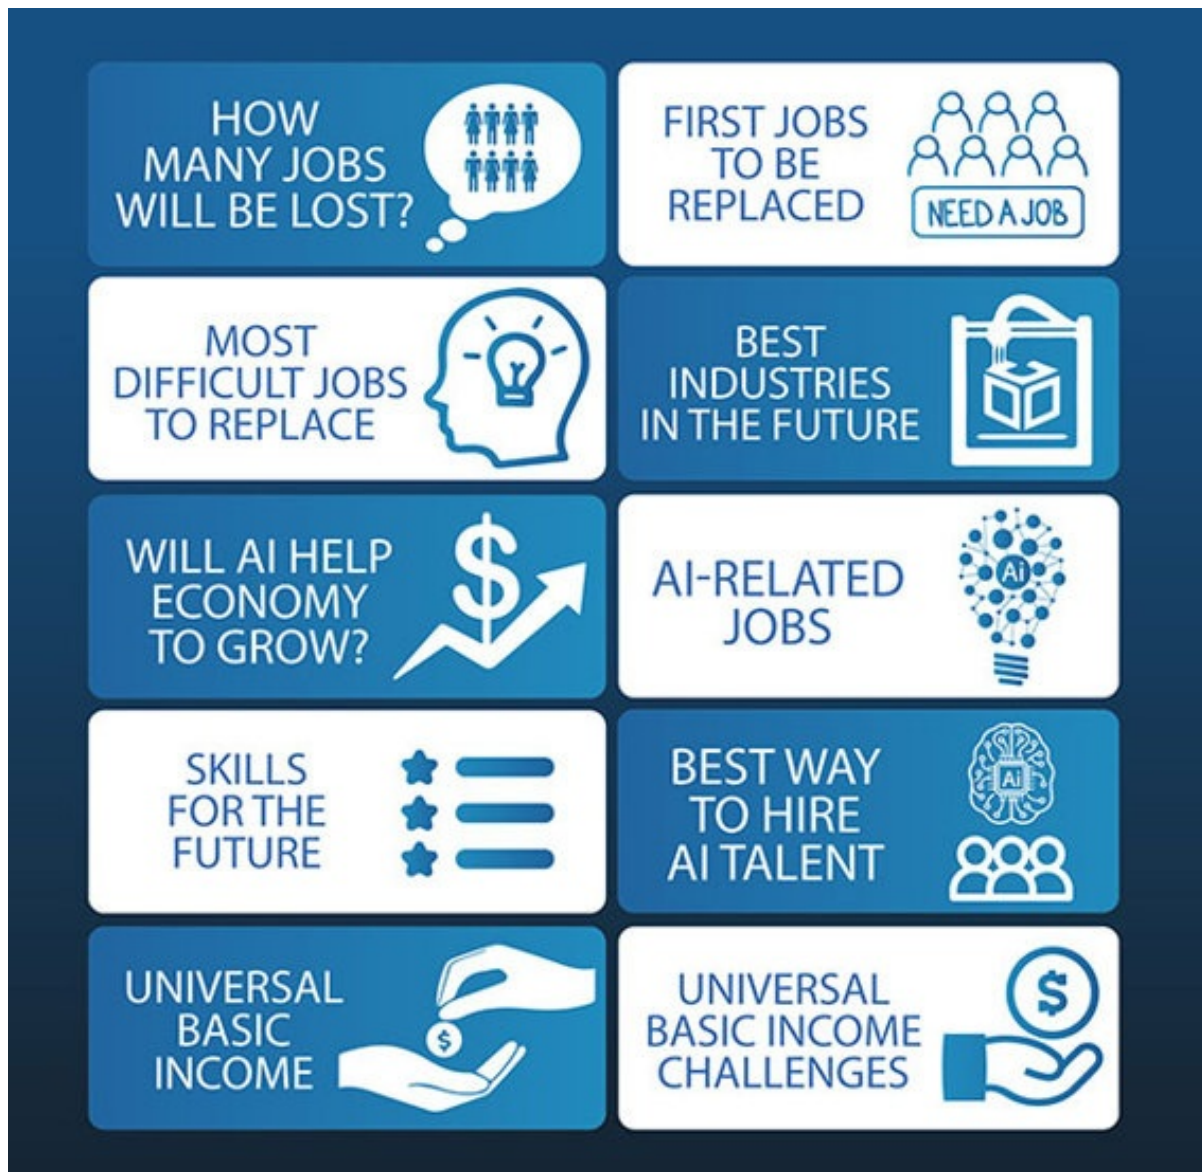 HOW
MANY JOBS
WILL BE LOST?
FIRST JOBS
TO BE
REPLACED
NEED A JOB
MOST
DIFFICULT JOBS
TO REPLACE
BEST
INDUSTRIES
IN THE FUTURE
WILL AI HELP
ECONOMY
TO GROW?
$
AI-RELATED
JOBS
Ai
SKILLS
FOR THE
FUTURE
BEST WAY
TO HIRE
AI TALENT
Ai
UNIVERSAL
BASIC
INCOME
$
UNIVERSAL
BASIC INCOME
CHALLENGES
$